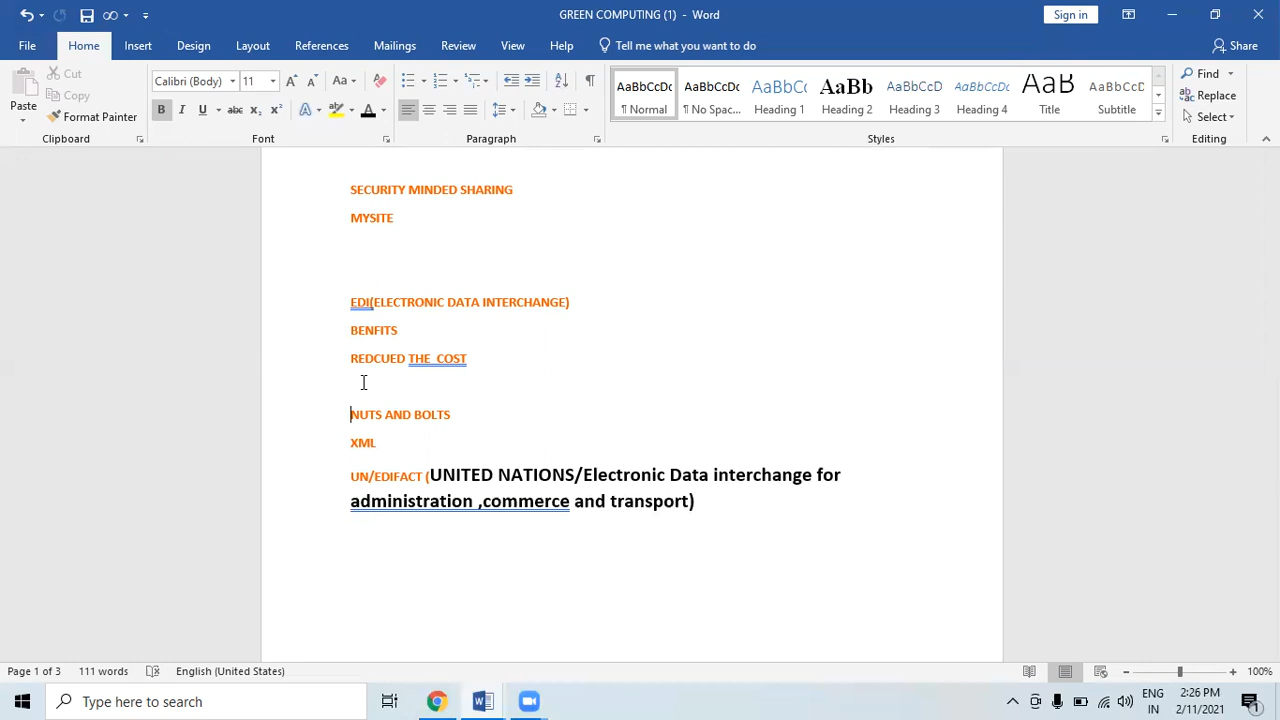 GREEN COMPUTING (1) - Word
Sign in
File Home Insert Design Layout References Mailings Review View Help Tell me what you want to do Share
Paste
Cut
Copy
Format Painter
Calibri (Body) 11
B I U abc x₂ x²
AaBbCcDc AaBbCcDc AaBbC AaBb AaBbCcD AaBbCcDc AaB AaBbCcD
¶ Normal ¶ No Spac... Heading 1 Heading 2 Heading 3 Heading 4 Title Subtitle
Find
Replace
Select
Clipboard Font Paragraph Styles Editing
SECURITY MINDED SHARING
MYSITE
EDI(ELECTRONIC DATA INTERCHANGE)
BENFITS
REDCUED THE COST
NUTS AND BOLTS
XML
UN/EDIFACT (UNITED NATIONS/Electronic Data interchange for
administration ,commerce and transport)
Page 1 of 3 111 words English (United States) 100%
Type here to search
ENG
IN
2:26 PM
2/11/2021
1